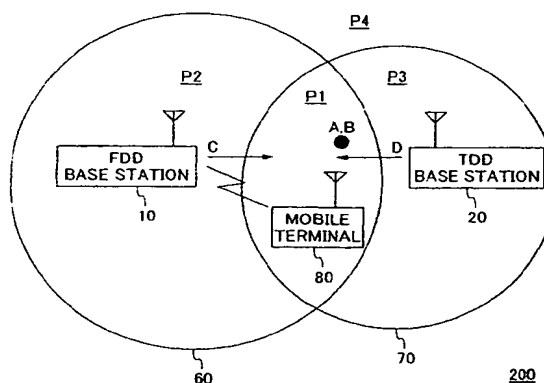 P4
P2
P3
P1
A,B
C
D
FDD
BASE STATION
TDD
BASE STATION
10
20
MOBILE
TERMINAL
80
60
70
200